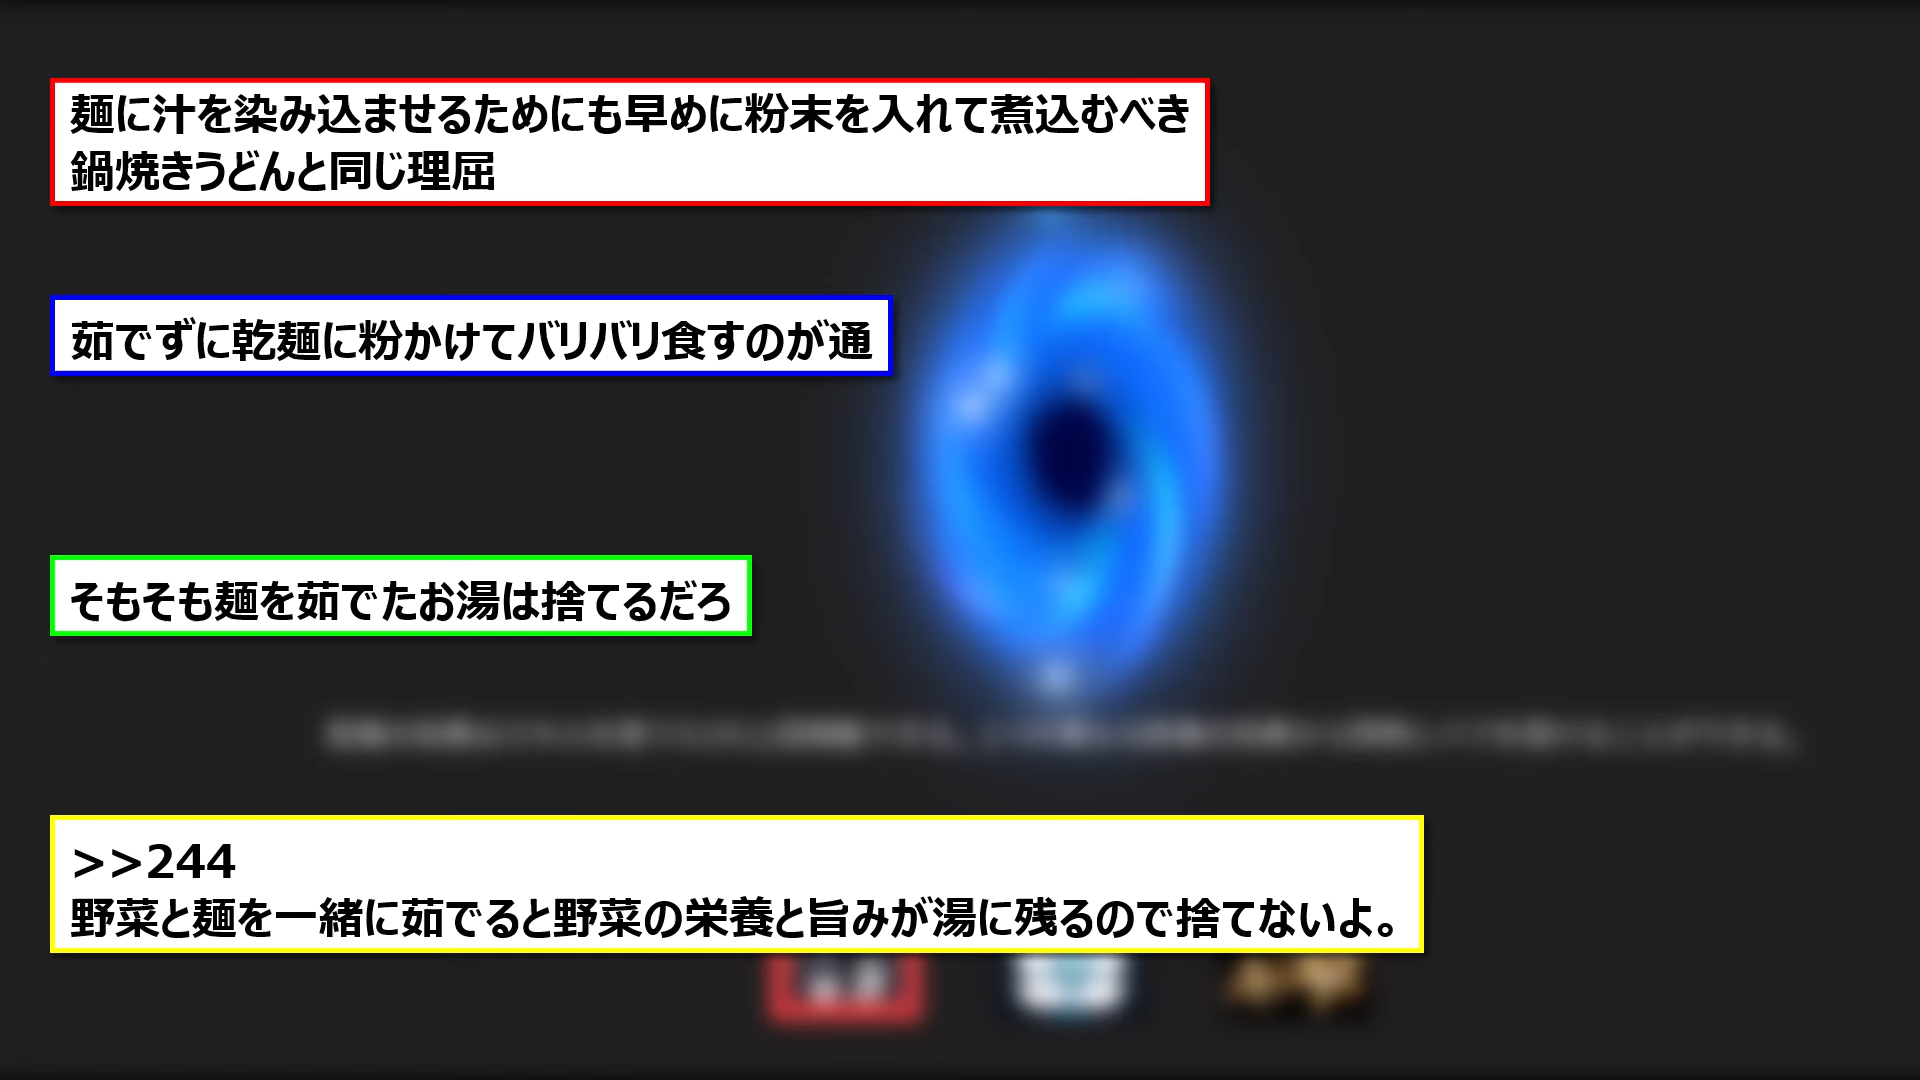 麺に汁を染み込ませるためにも早めに粉末を入れて煮込むべき
鍋焼きうどんと同じ理屈
茹でずに乾麺に粉かけてバリバリ食すのが通
そもそも麺を茹でたお湯は捨てるだろ
>>244
野菜と麺を一緒に茹でると野菜の栄養と旨みが湯に残るので捨てないよ。